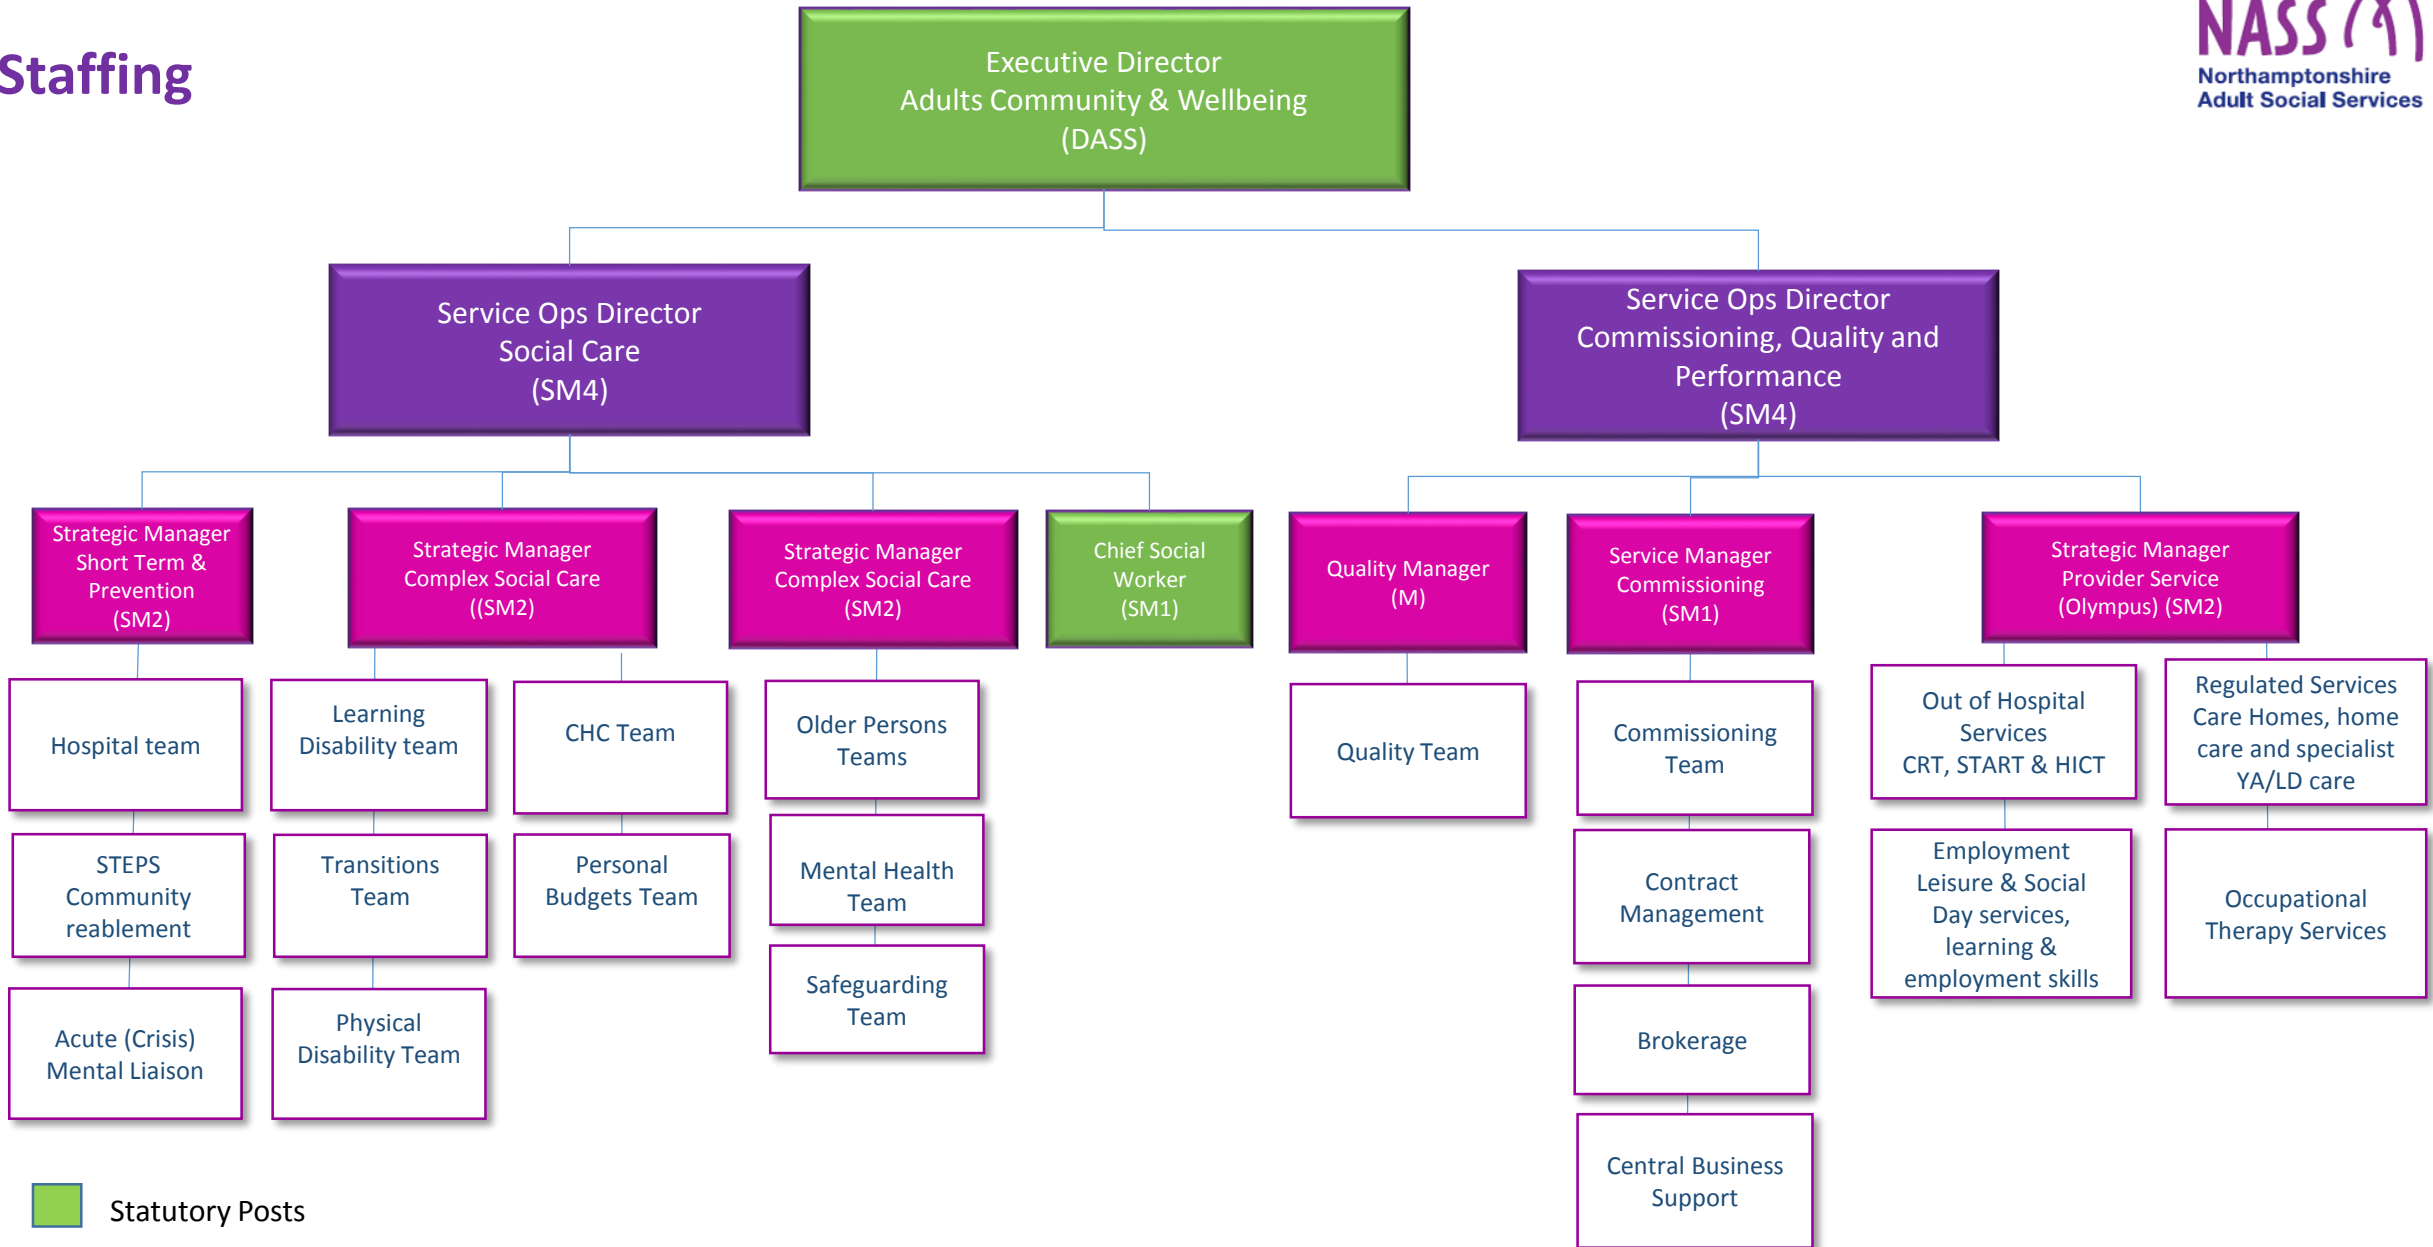 Staffing
NASS
Northamptonshire
Adult Social Services
Executive Director
Adults Community & Wellbeing
(DASS)
Service Ops Director
Social Care
(SM4)
Service Ops Director
Commissioning, Quality and
Performance
(SM4)
Strategic Manager
Short Term &
Prevention
(SM2)
Strategic Manager
Complex Social Care
((SM2)
Strategic Manager
Complex Social Care
(SM2)
Chief Social
Worker
(SM1)
Quality Manager
(M)
Service Manager
Commissioning
(SM1)
Strategic Manager
Provider Service
(Olympus) (SM2)
Hospital team
Learning
Disability team
CHC Team
Older Persons
Teams
Quality Team
Commissioning
Team
Out of Hospital
Services
CRT, START & HICT
Regulated Services
Care Homes, home
care and specialist
YA/LD care
STEPS
Community
reablement
Transitions
Team
Personal
Budgets Team
Mental Health
Team
Contract
Management
Employment
Leisure & Social
Day services,
learning &
employment skills
Occupational
Therapy Services
Acute (Crisis)
Mental Liaison
Physical
Disability Team
Safeguarding
Team
Brokerage
Central Business
Support
Statutory Posts